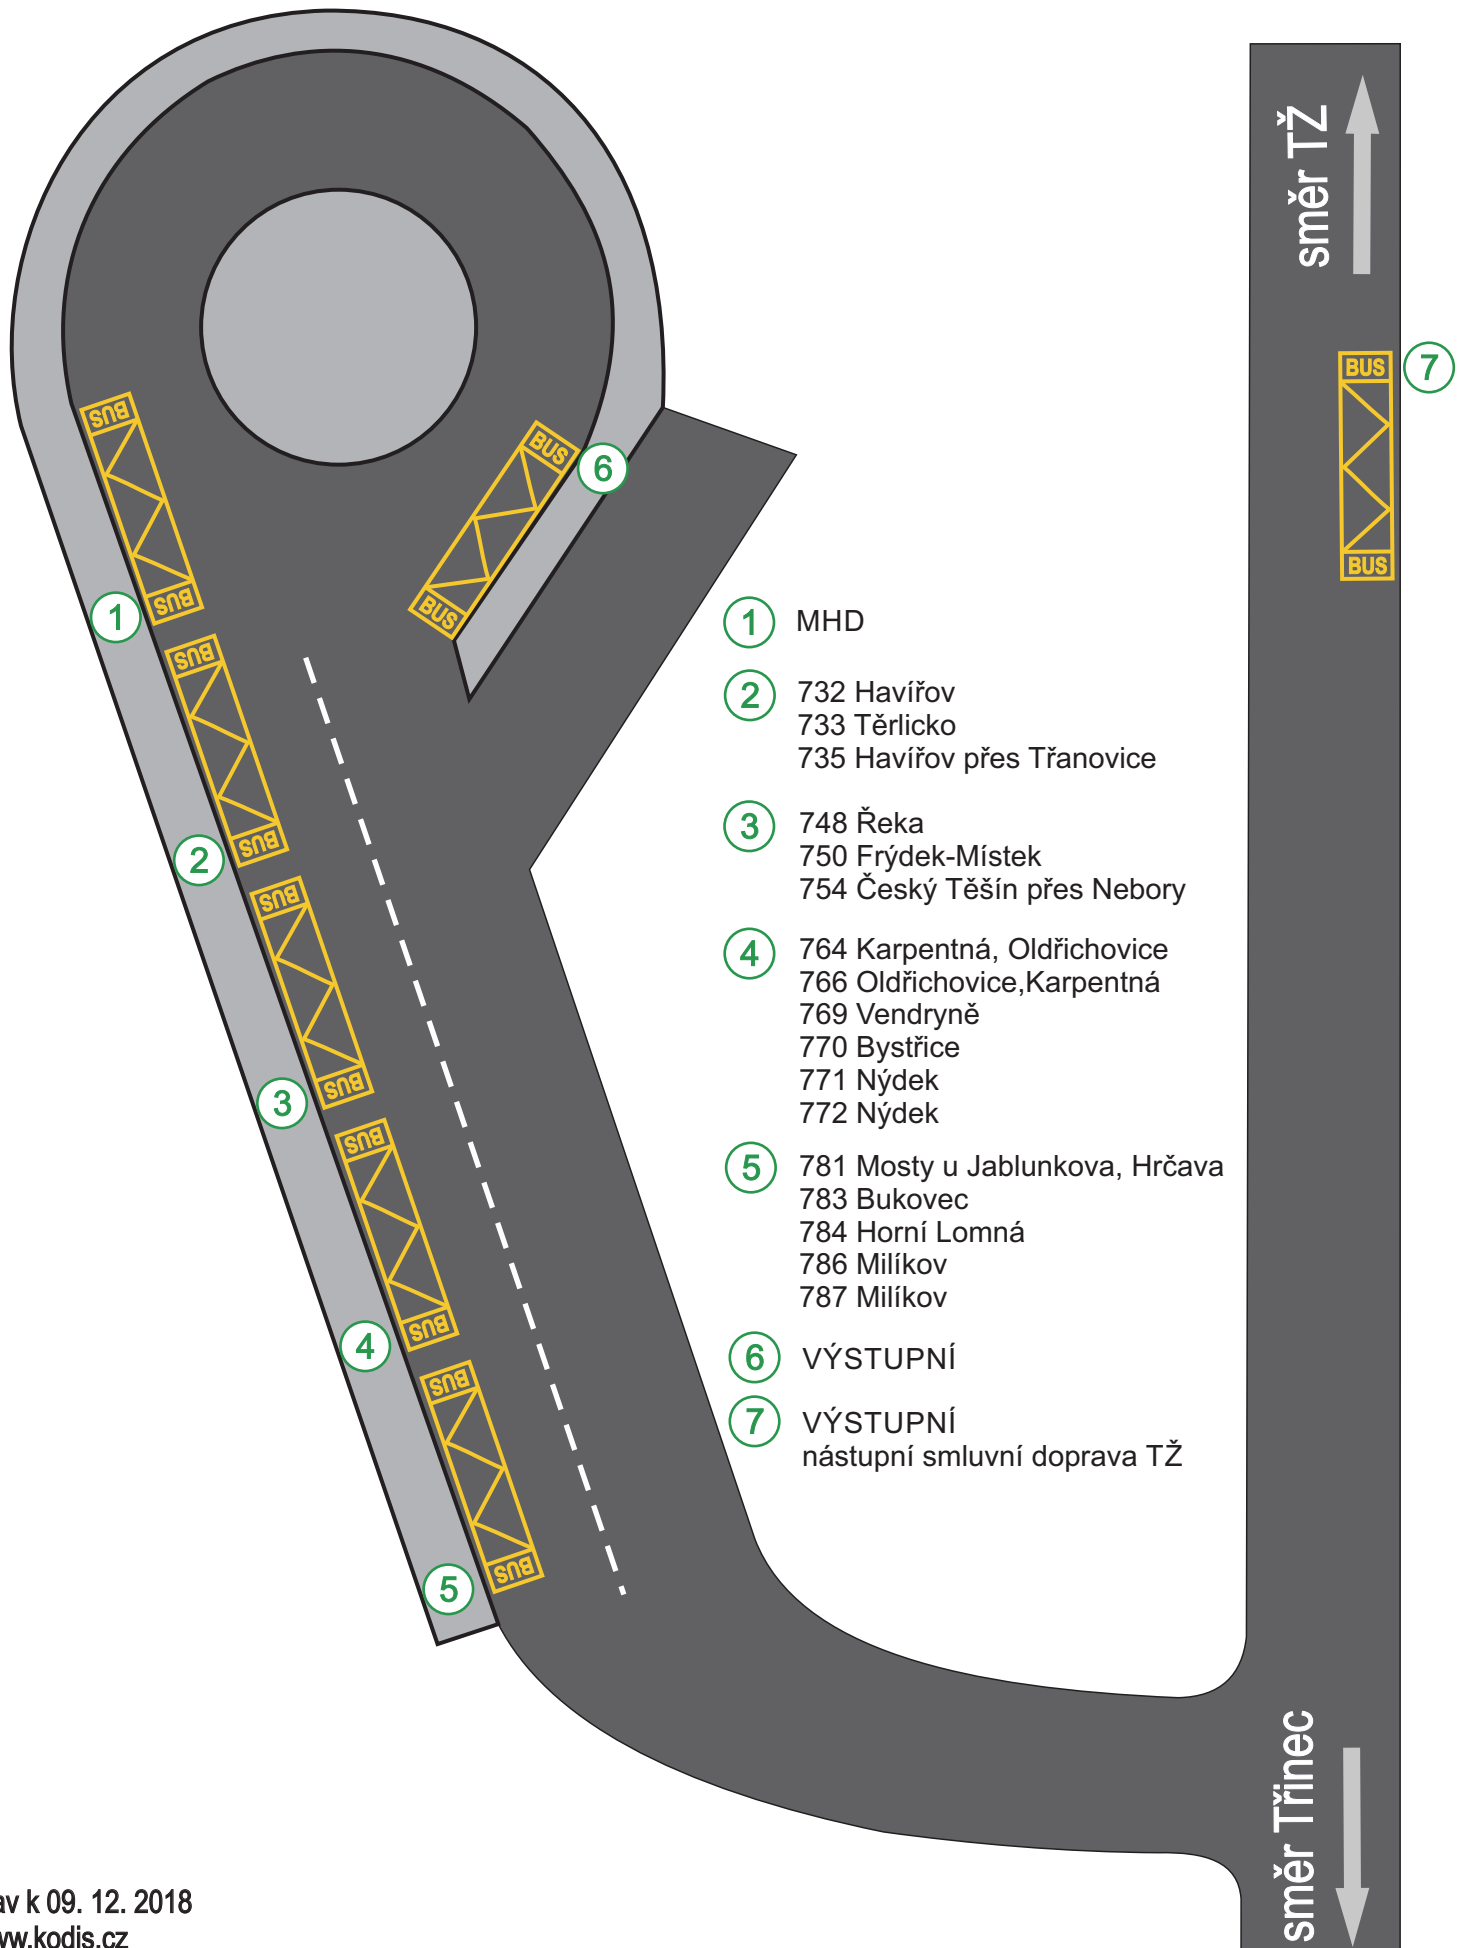 směr TŽ
BUS
7
BUS
BUS
BUS
6
BUS
BUS
1
BUS
BUS
2
BUS
BUS
3
BUS
BUS
4
BUS
BUS
5
BUS
1 MHD
2 732 Havířov
733 Těrlicko
735 Havířov přes Třanovice
3 748 Řeka
750 Frýdek-Místek
754 Český Těšín přes Nebory
4 764 Karpentná, Oldřichovice
766 Oldřichovice,Karpentná
769 Vendryně
770 Bystřice
771 Nýdek
772 Nýdek
5 781 Mosty u Jablunkova, Hrčava
783 Bukovec
784 Horní Lomná
786 Milíkov
787 Milíkov
6 VÝSTUPNÍ
7 VÝSTUPNÍ
nástupní smluvní doprava TŽ
směr Třinec
av k 09. 12. 2018
ww.kodis.cz